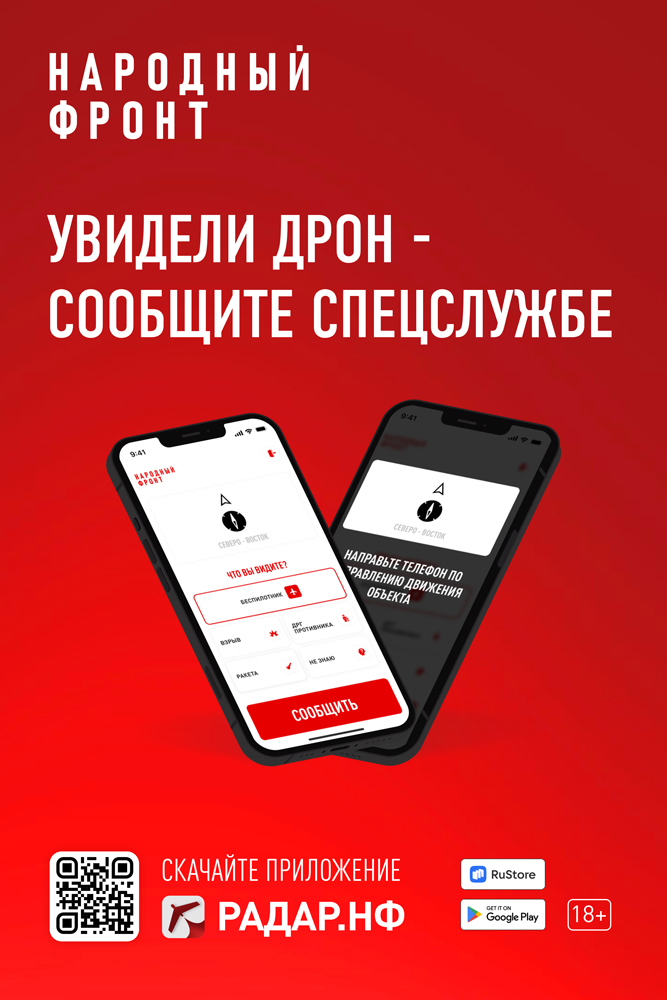 НАРОДНЫЙ
ФРОНТ
УВИДЕЛИ ДРОН -
СООБЩИТЕ СПЕЦСЛУЖБЕ
9:41
НАРОДНЫЙ
ФРОНТ
СЕВЕРО - ВОСТОК
ЧТО ВЫ ВИДИТЕ?
БЕСПИЛОТНИК
ВЗРЫВ
ДРГ
ПРОТИВНИКА
РАКЕТА
НЕ ЗНАЮ
СООБЩИТЬ
9:41
СЕВЕРО - ВОСТОК
НАПРАВЬТЕ ТЕЛЕФОН ПО
ДВИЖЕНИЯ
ОБЪЕКТА
СКАЧАЙТЕ ПРИЛОЖЕНИЕ
РАДАР.НФ
RuStore
GET IT ON
Google Play
18+